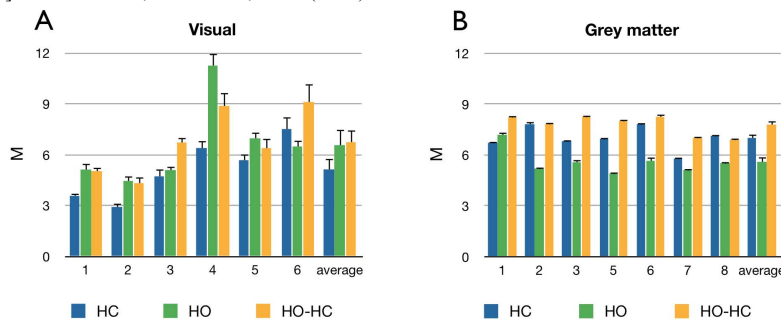 A
Visual
12
9
M
6
3
0
1 2 3 4 5 6 average
HC HO HO-HC
B
Grey matter
12
9
M
6
3
0
1 2 3 5 6 7 8 average
HC HO HO-HC